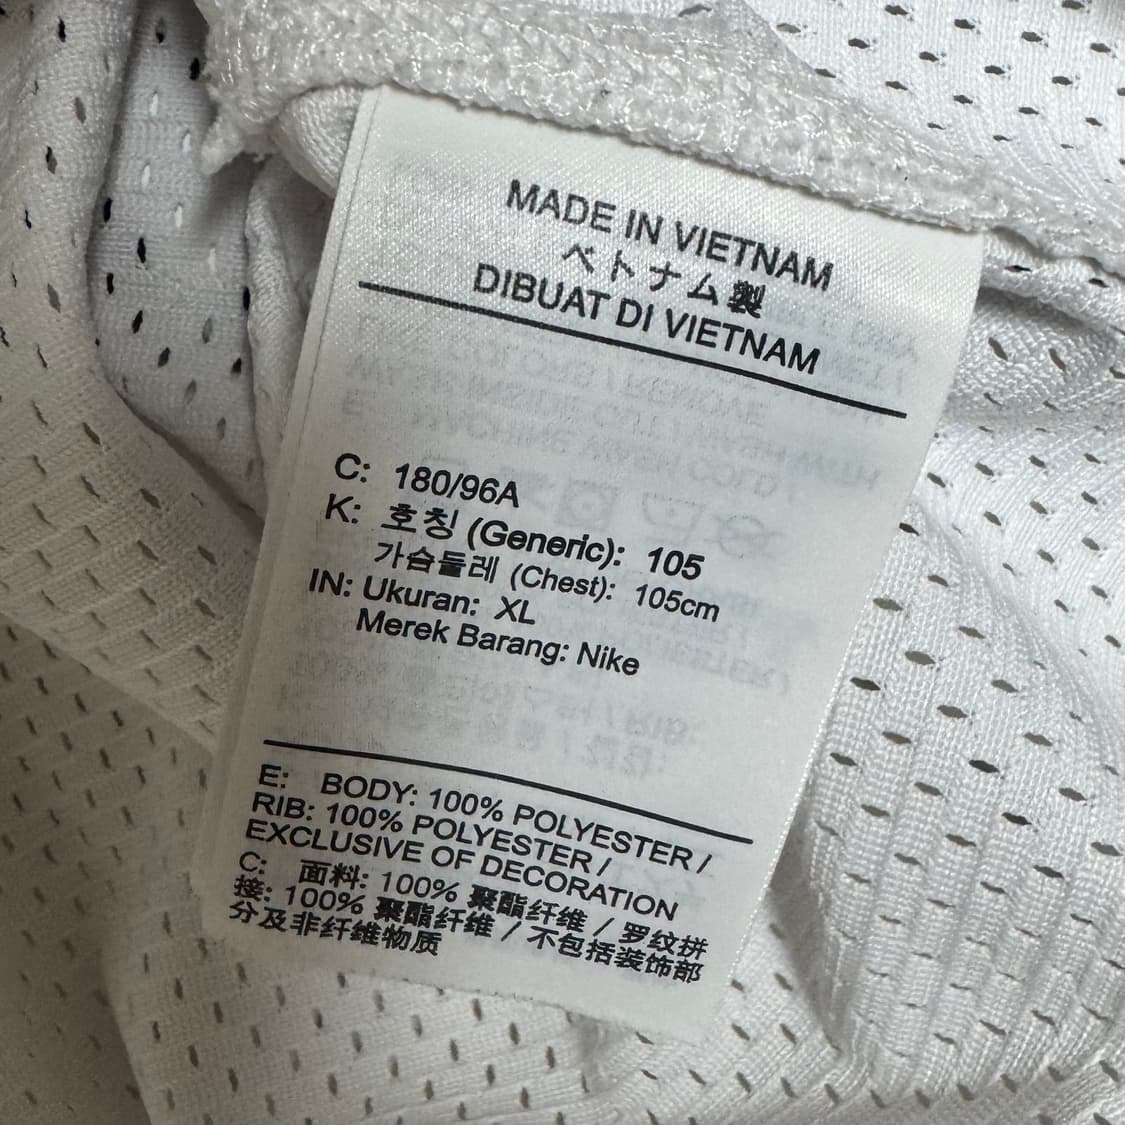 MADE IN VIETNAM
ベトナム製
DIBUAT DI VIETNAM
C: 180/96A
K: 호칭 (Generic): 105
가슴둘레 (Chest): 105cm
IN: Ukuran: XL
Merek Barang: Nike
E: BODY: 100% POLYESTER /
RIB: 100% POLYESTER /
EXCLUSIVE OF DECORATION
C: 面料: 100% 聚酯纤维 / 罗纹拼
接: 100% 聚酯纤维 / 不包括装饰部
分及非纤维物质